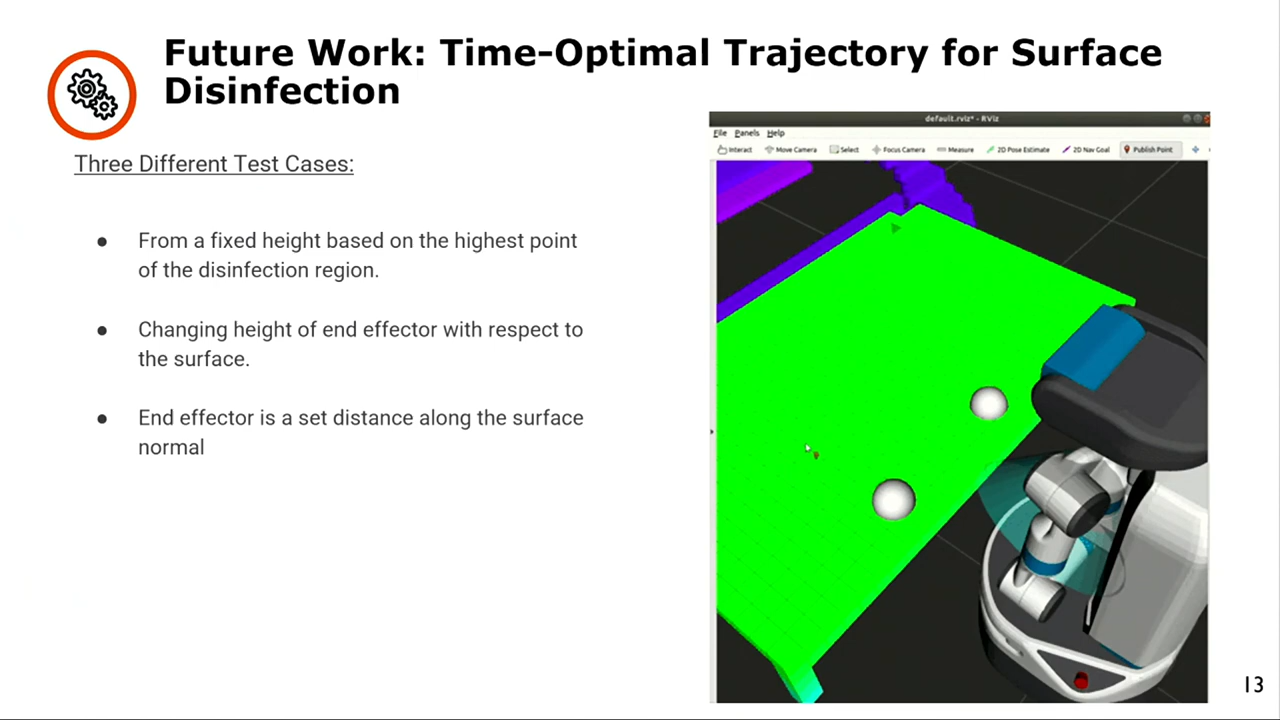 Future Work: Time-Optimal Trajectory for Surface
Disinfection
Three Different Test Cases:
● From a fixed height based on the highest point
of the disinfection region.
● Changing height of end effector with respect to
the surface.
● End effector is a set distance along the surface
normal
default.rviz* - RViz
File Panels Help
Interact Move Camera Select Focus Camera Measure 2D Pose Estimate 2D Nav Goal Publish Point
13